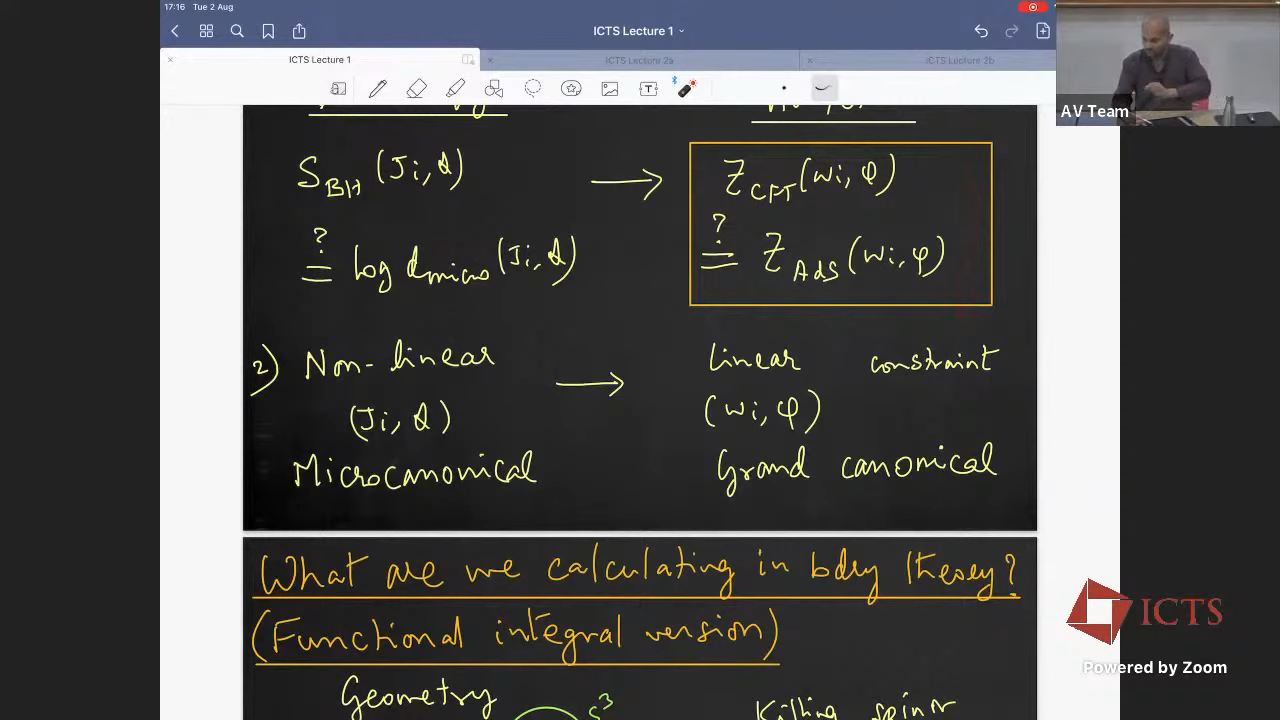 17:16 Tue 2 Aug
ICTS Lecture 1
ICTS Lecture 1
ICTS Lecture 2a
ICTS Lecture 2b
AV Team
S_BH (Ji, Q) → Z_CFT (ωi, φ)
?= log d_micro (Ji, Q)
?= Z_AdS (ωi, φ)
2) Non-linear → linear constraint
(Ji, Q)
(ωi, φ)
Microcanonical
Grand canonical
What are we calculating in bdry theory?
(Functional integral version)
Geometry
S³
Killing spinor
ICTS
Powered by Zoom